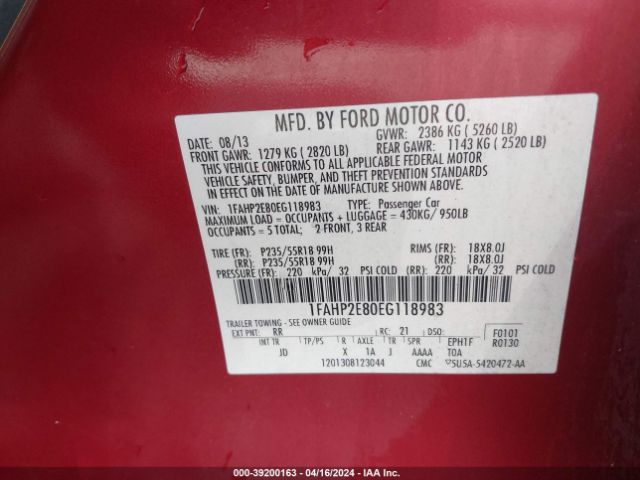 MFD. BY FORD MOTOR CO.
DATE: 08/13 GVWR: 2386 KG ( 5260 LB)
FRONT GAWR: 1279 KG ( 2820 LB) REAR GAWR: 1143 KG ( 2520 LB)
THIS VEHICLE CONFORMS TO ALL APPLICABLE FEDERAL MOTOR
VEHICLE SAFETY, BUMPER, AND THEFT PREVENTION STANDARDS
IN EFFECT ON THE DATE OF MANUFACTURE SHOWN ABOVE.
VIN: 1FAHP2E80EG118983 TYPE: Passenger Car
MAXIMUM LOAD = OCCUPANTS + LUGGAGE = 430KG/ 950LB
OCCUPANTS = 5 TOTAL; 2 FRONT, 3 REAR
TIRE (FR): P235/55R18 99H RIMS (FR): 18X8.0J
(RR): P235/55R18 99H (RR): 18X8.0J
PRESSURE (FR): 220 kPa/ 32 PSI COLD (RR): 220 kPa/ 32 PSI COLD
1FAHP2E80EG118983
TRAILER TOWING - SEE OWNER GUIDE
EXT PNT: RR RC: 21 DSO: F0101
INT TR TP/PS R AXLE TR SPR EPH1F R0130
JD X 1A J AAAA TOA
1201308123044 CMC 5U5A-5420472-AA
000-39200163 - 04/16/2024 - IAA Inc.